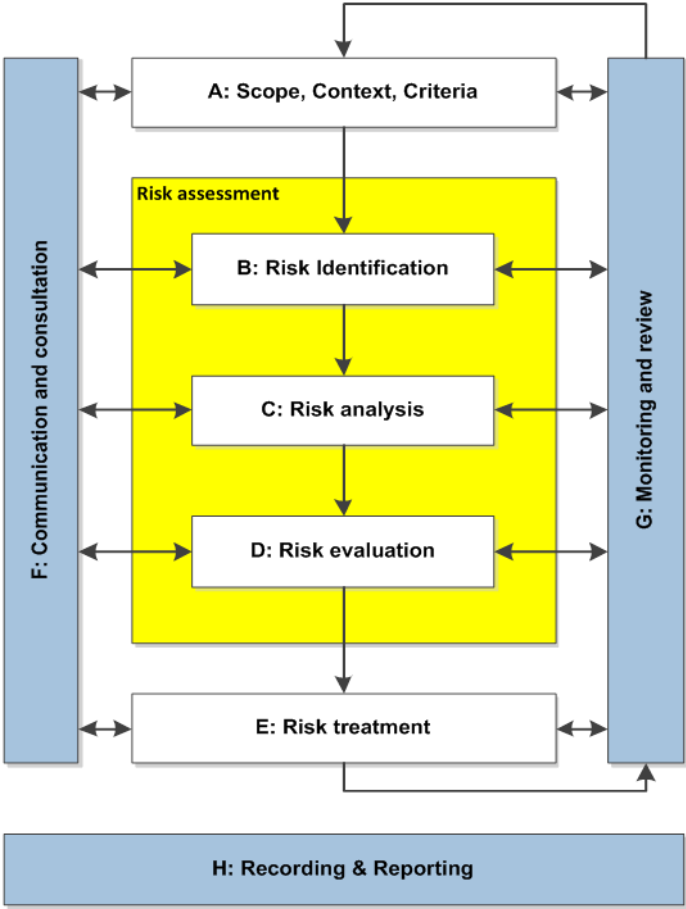 A: Scope, Context, Criteria
Risk assessment
B: Risk Identification
C: Risk analysis
D: Risk evaluation
E: Risk treatment
F: Communication and consultation
G: Monitoring and review
H: Recording & Reporting